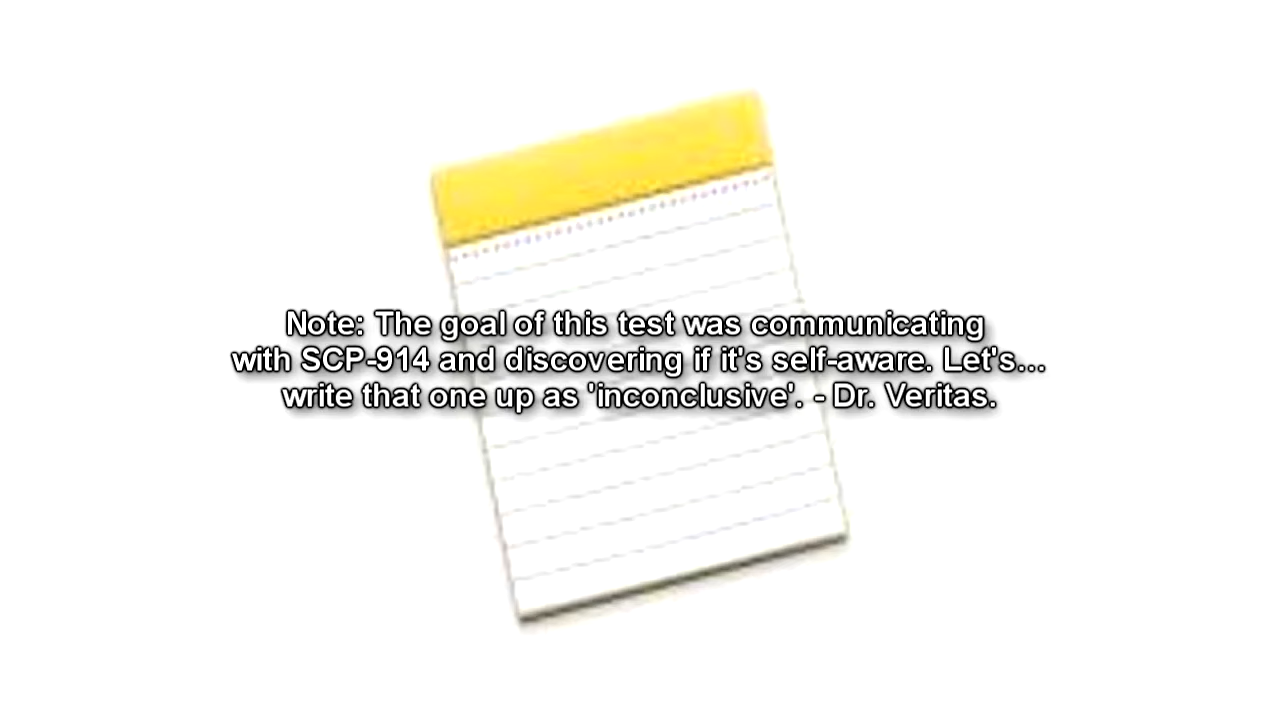 Note: The goal of this test was communicating
with SCP-914 and discovering if it's self-aware. Let's...
write that one up as 'inconclusive'. - Dr. Veritas.